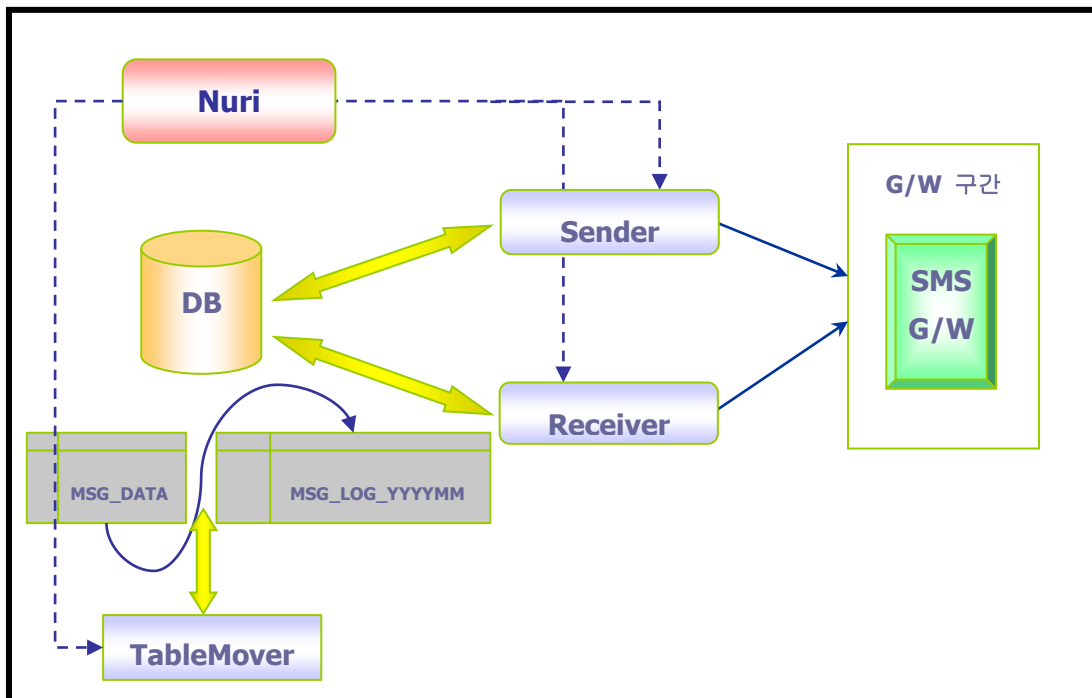 Nuri
G/W 구간
Sender
SMS
G/W
DB
Receiver
MSG_DATA
MSG_LOG_YYYYMM
TableMover